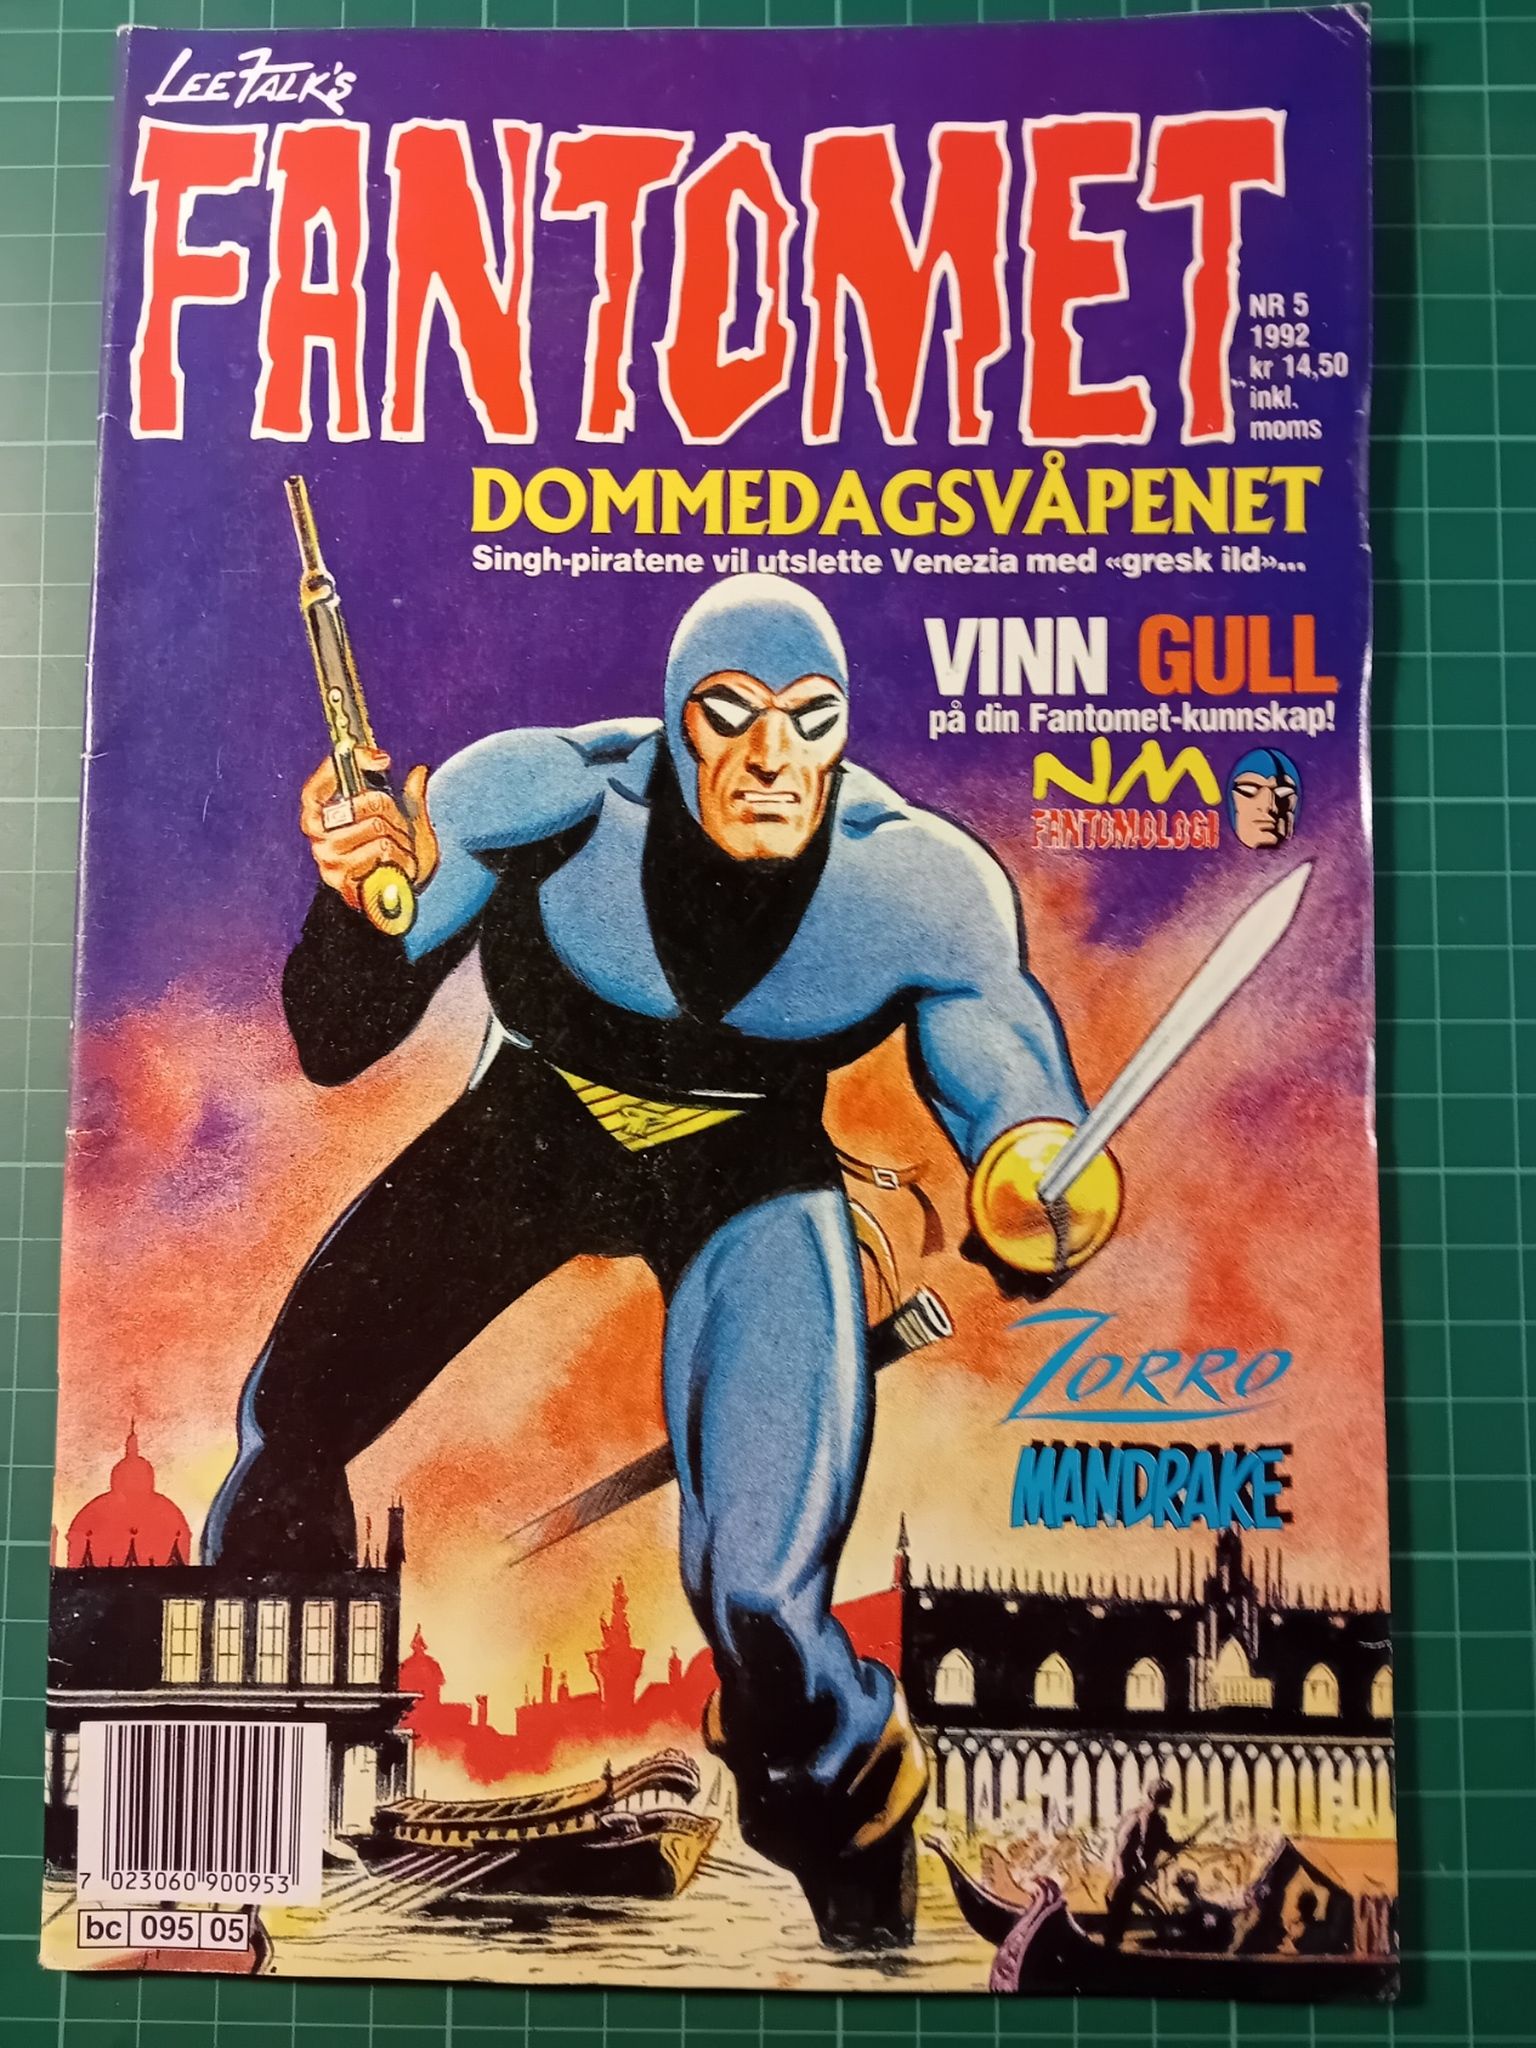 LEE FALK'S
FANTOMET
NR 5
1992
kr 14,50
inkl.
moms
DOMMEDAGSVÅPENET
Singh-piratene vil utslette Venezia med «gresk ild»...
VINN GULL
på din Fantomet-kunnskap!
NM
FANTOMOLOGI
ZORRO
MANDRAKE
7 023060 900953
bc 095 05